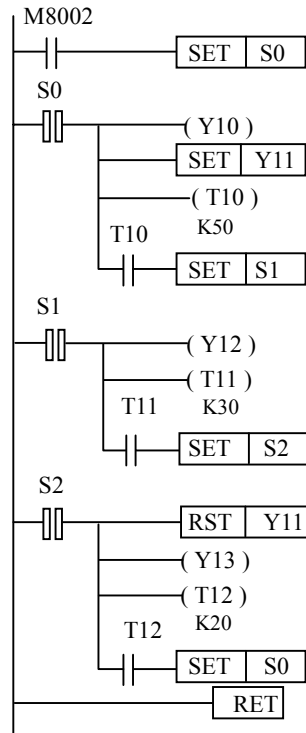 M8002
SET S0
S0
( Y10 )
SET Y11
( T10 )
K50
T10
SET S1
S1
( Y12 )
( T11 )
K30
T11
SET S2
S2
RST Y11
( Y13 )
( T12 )
K20
T12
SET S0
RET